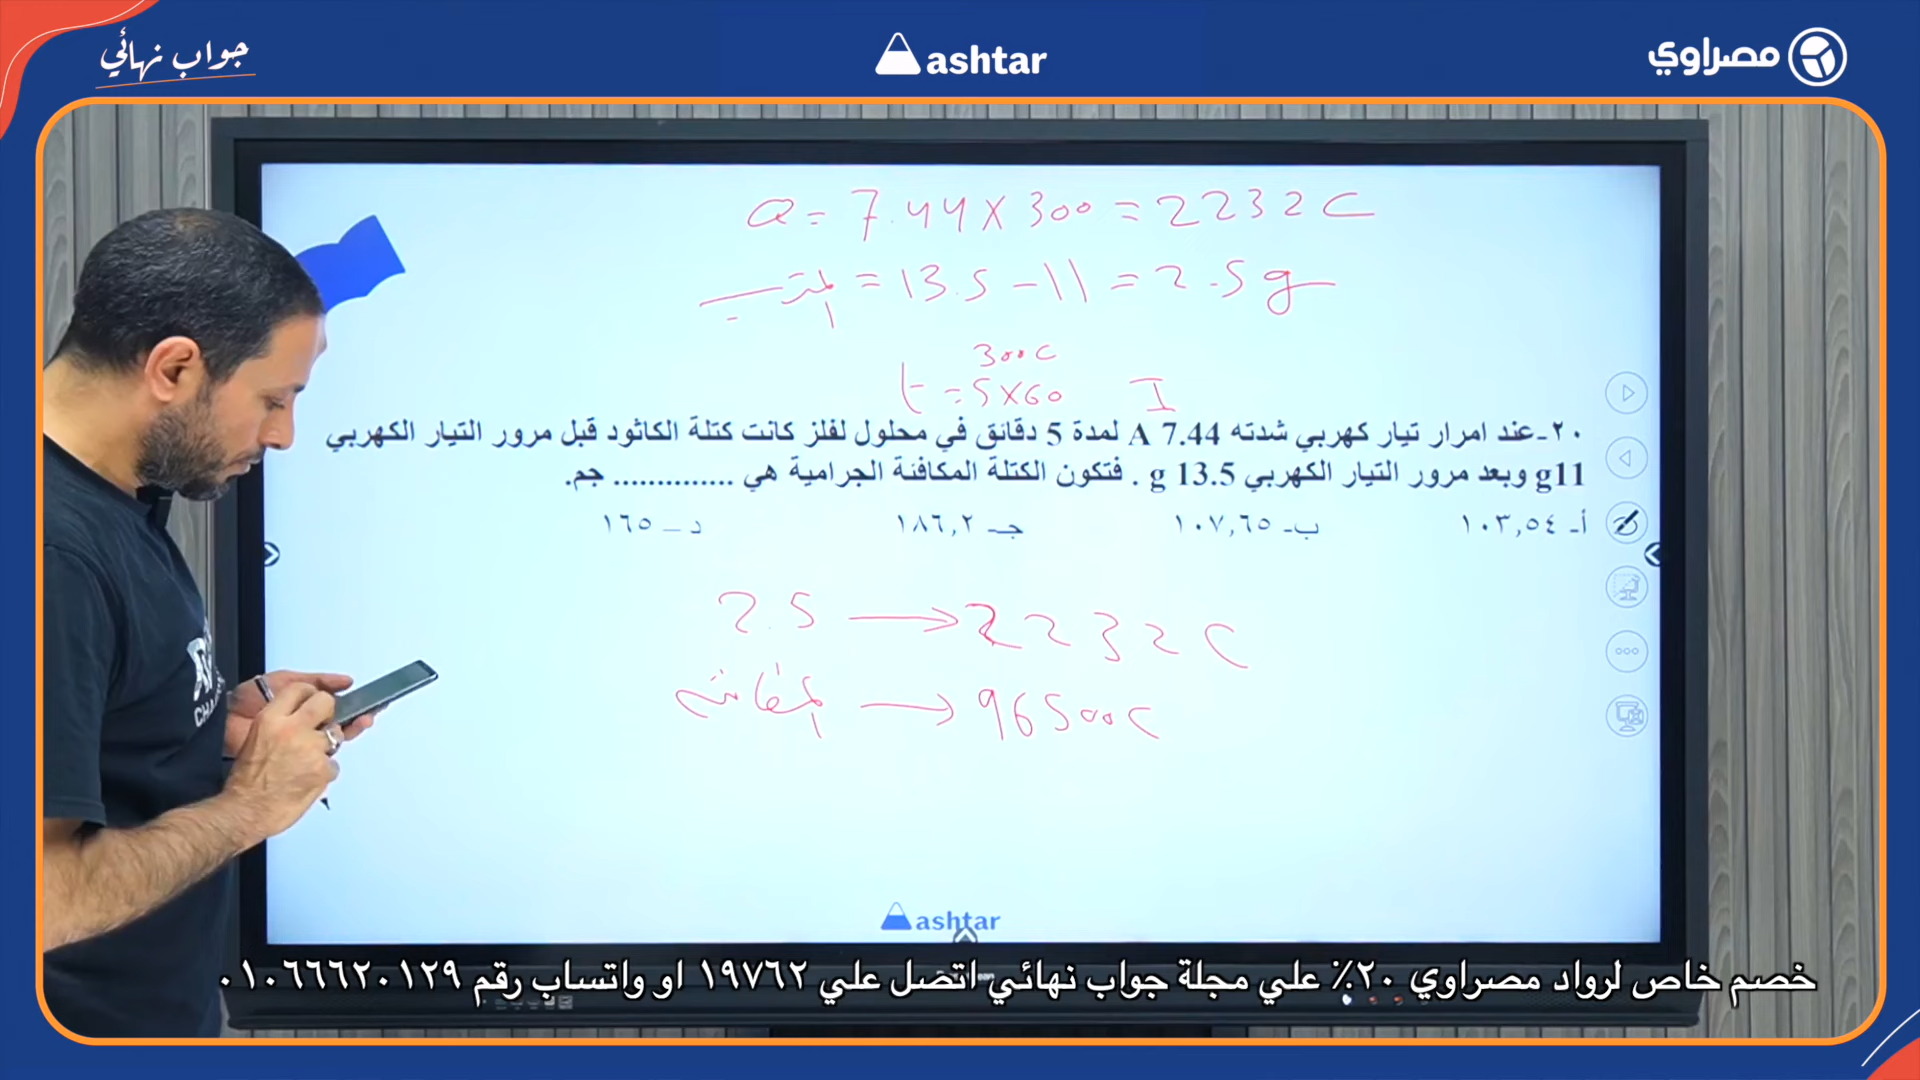 جواب نهائي
ashtar
مصراوي
Q = 7.44 X 300 = 2232 C
المترسب = 13.5 - 11 = 2.5 g
300 C
t = 5 X 60 I
٢٠-عند امرار تيار كهربي شدته 7.44 A لمدة 5 دقائق في محلول لفلز كانت كتلة الكاثود قبل مرور التيار الكهربي
g11 وبعد مرور التيار الكهربي 13.5 g . فتكون الكتلة المكافئة الجرامية هي .............. جم.
أ- ١٠٣,٥٤ ب- ١٠٧,٦٥ جـ ١٨٦,٢ د – ١٦٥
2.5 → 2232 C
المكافئه → 96500 C
ashtar
خصم خاص لرواد مصراوي ٢٠٪ علي مجلة جواب نهائي اتصل علي ١٩٧٦٢ او واتساب رقم ٠١٠٦٦٦٢٠١٢٩